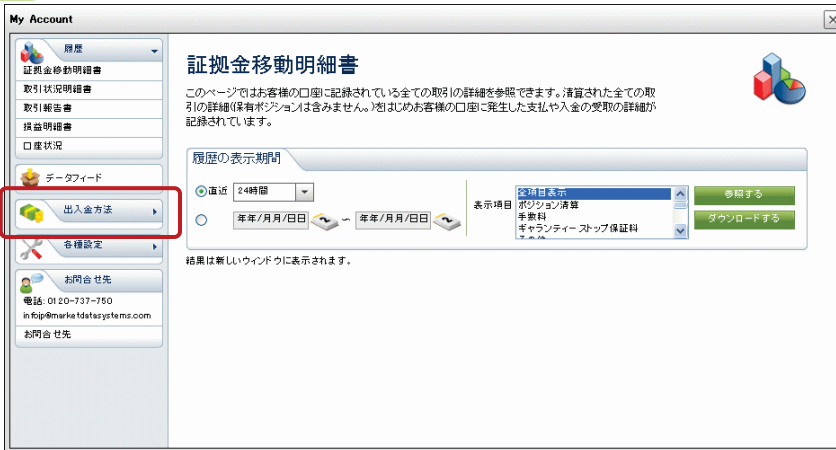 My Account
履歴
証拠金移動明細書
取引状況明細書
取引報告書
損益明細書
口座状況
データフィード
出入金方法
各種設定
お問合せ先
電話: 0120-737-750
infojp@marketdatasystems.com
お問合せ先
証拠金移動明細書
このページではお客様の口座に記録されている全ての取引の詳細を参照できます。清算された全ての取
引の詳細(保有ポジションは含みません。)をはじめお客様の口座に発生した支払や入金の受取の詳細が
記録されています。
履歴の表示期間
直近 24時間
年年/月月/日日 ~ 年年/月月/日日
表示項目
全項目表示
ポジション清算
手数料
ギャランティーストップ保証料
その他
参照する
ダウンロードする
結果は新しいウィンドウに表示されます。